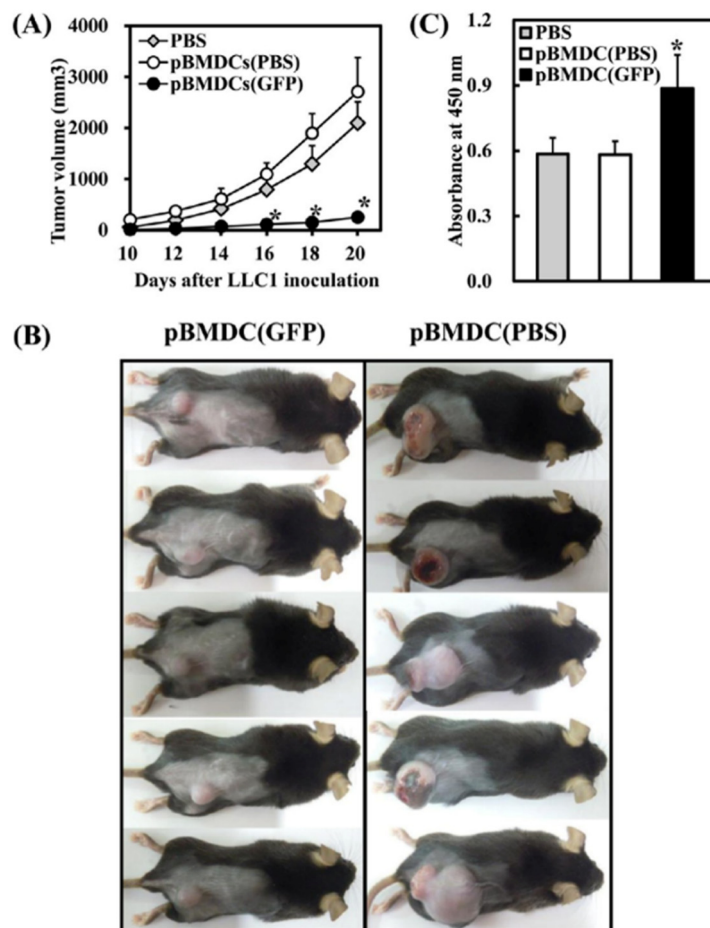 (A)
PBS
pBMDCs(PBS)
pBMDCs(GFP)
Tumor volume (mm3)
4000
3000
2000
1000
0
*
*
*
10 12 14 16 18 20
Days after LLC1 inoculation
(C)
PBS
pBMDC(PBS)
pBMDC(GFP)
Absorbance at 450 nm
1.2
0.9
0.6
0.3
0.0
*
(B)
pBMDC(GFP) pBMDC(PBS)